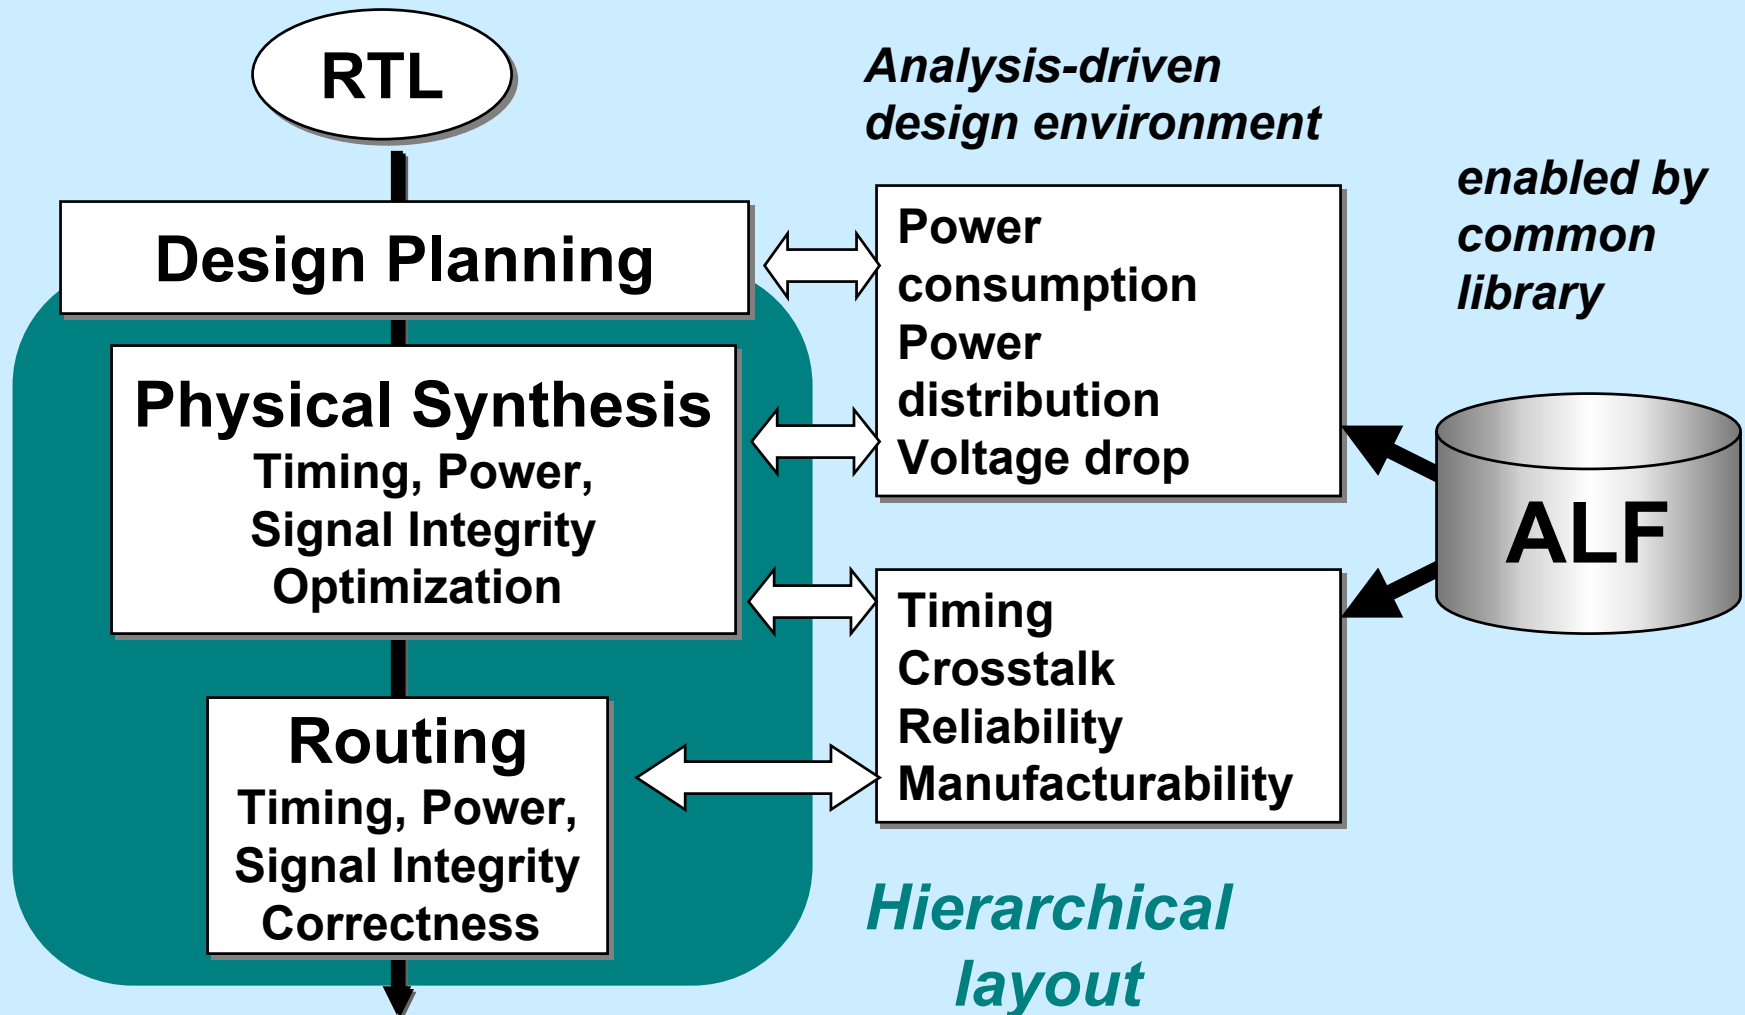 RTL
Design Planning
Physical Synthesis
Timing, Power,
Signal Integrity
Optimization
Routing
Timing, Power,
Signal Integrity
Correctness
Analysis-driven
design environment
Power
consumption
Power
distribution
Voltage drop
Timing
Crosstalk
Reliability
Manufacturability
Hierarchical
layout
enabled by
common
library
ALF